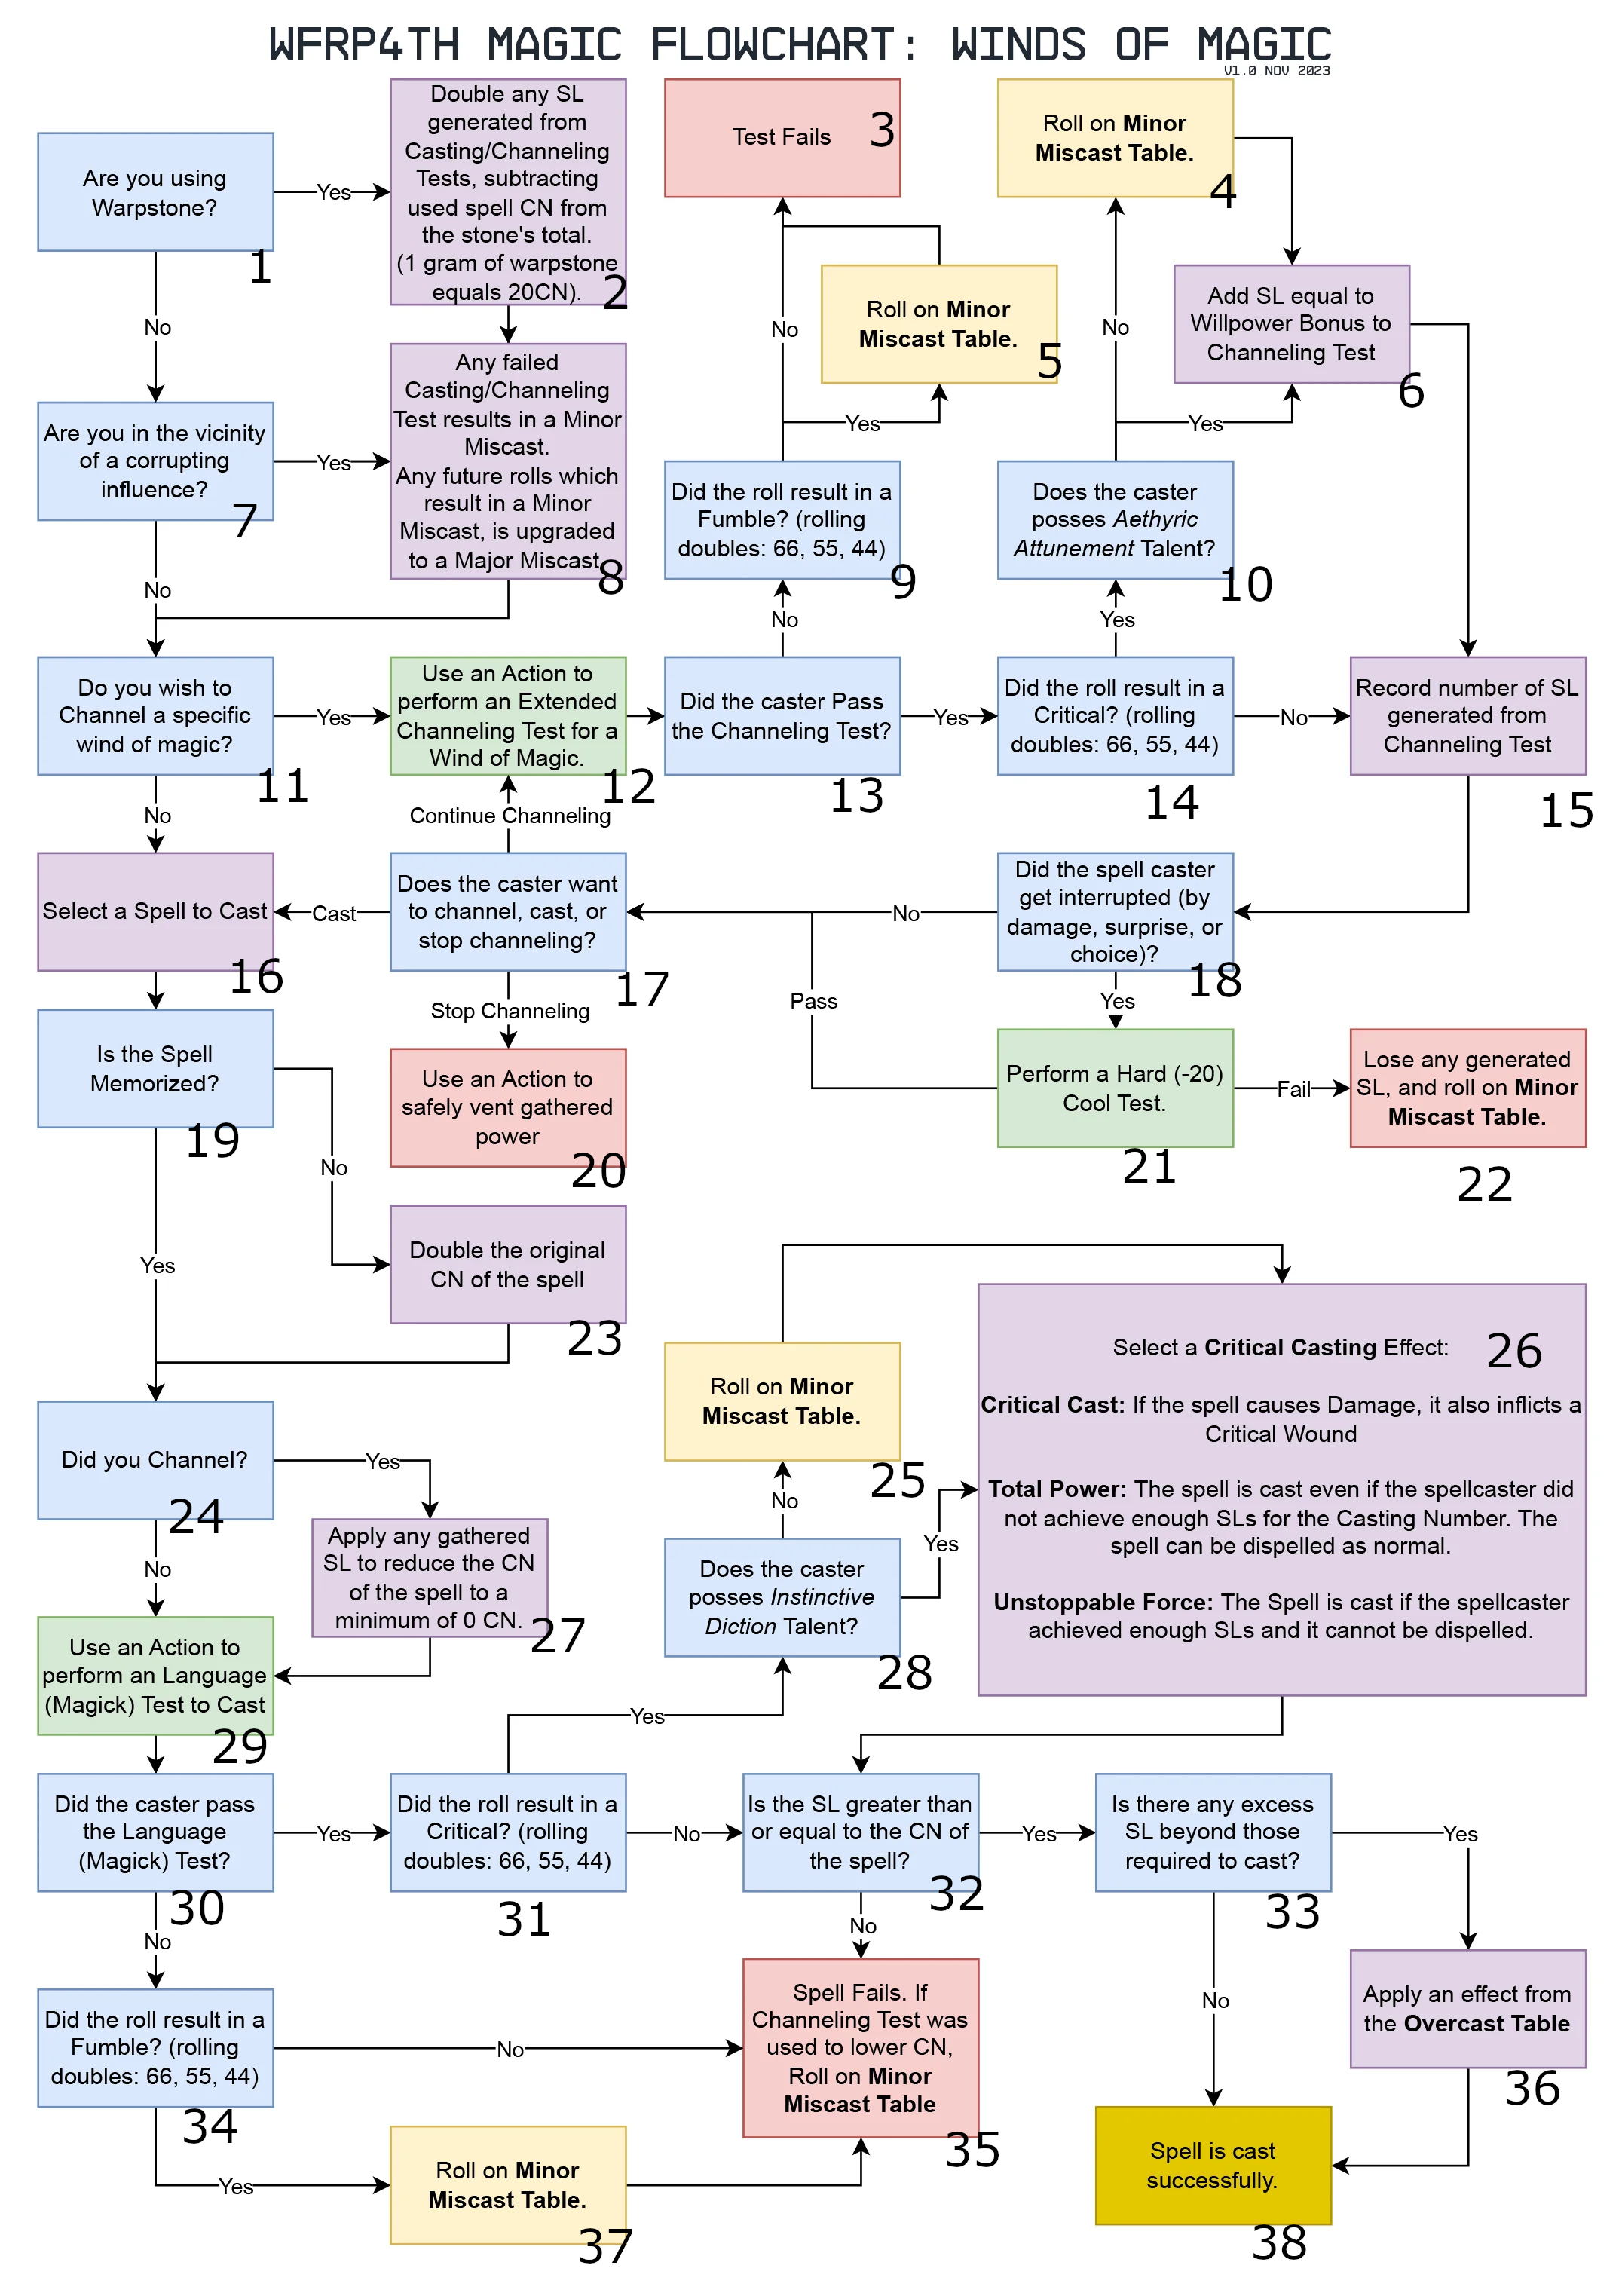 WFRP4TH MAGIC FLOWCHART: WINDS OF MAGIC
V1.0 NOV 2023
Are you using
Warpstone?
1
Yes
No
Double any SL
generated from
Casting/Channeling
Tests, subtracting
used spell CN from
the stone's total.
(1 gram of warpstone
equals 20CN).
2
Test Fails
3
Roll on Minor
Miscast Table.
4
Roll on Minor
Miscast Table.
5
No
Yes
Add SL equal to
Willpower Bonus to
Channeling Test
6
No
Yes
Are you in the vicinity
of a corrupting
influence?
7
Yes
No
Any failed
Casting/Channeling
Test results in a Minor
Miscast.
Any future rolls which
result in a Minor
Miscast, is upgraded
to a Major Miscast.
8
Did the roll result in a
Fumble? (rolling
doubles: 66, 55, 44)
9
No
Does the caster
posses Aethyric
Attunement Talent?
10
Yes
Do you wish to
Channel a specific
wind of magic?
11
Yes
No
Use an Action to
perform an Extended
Channeling Test for a
Wind of Magic.
12
Continue Channeling
Did the caster Pass
the Channeling Test?
13
Yes
Did the roll result in a
Critical? (rolling
doubles: 66, 55, 44)
14
No
Record number of SL
generated from
Channeling Test
15
Select a Spell to Cast
16
Cast
Does the caster want
to channel, cast, or
stop channeling?
17
Stop Channeling
No
Pass
Did the spell caster
get interrupted (by
damage, surprise, or
choice)?
18
Yes
Is the Spell
Memorized?
19
No
Yes
Use an Action to
safely vent gathered
power
20
Perform a Hard (-20)
Cool Test.
21
Fail
Lose any generated
SL, and roll on Minor
Miscast Table.
22
Double the original
CN of the spell
23
Did you Channel?
24
Yes
No
Roll on Minor
Miscast Table.
25
No
Yes
Select a Critical Casting Effect:
26
Critical Cast: If the spell causes Damage, it also inflicts a
Critical Wound
Total Power: The spell is cast even if the spellcaster did
not achieve enough SLs for the Casting Number. The
spell can be dispelled as normal.
Unstoppable Force: The Spell is cast if the spellcaster
achieved enough SLs and it cannot be dispelled.
Apply any gathered
SL to reduce the CN
of the spell to a
minimum of 0 CN.
27
Does the caster
posses Instinctive
Diction Talent?
28
Yes
Use an Action to
perform an Language
(Magick) Test to Cast
29
Did the caster pass
the Language
(Magick) Test?
30
Yes
No
Did the roll result in a
Critical? (rolling
doubles: 66, 55, 44)
31
No
Is the SL greater than
or equal to the CN of
the spell?
32
Yes
No
Is there any excess
SL beyond those
required to cast?
33
Yes
No
Did the roll result in a
Fumble? (rolling
doubles: 66, 55, 44)
34
No
Yes
Spell Fails. If
Channeling Test was
used to lower CN,
Roll on Minor
Miscast Table
35
Apply an effect from
the Overcast Table
36
Roll on Minor
Miscast Table.
37
Spell is cast
successfully.
38